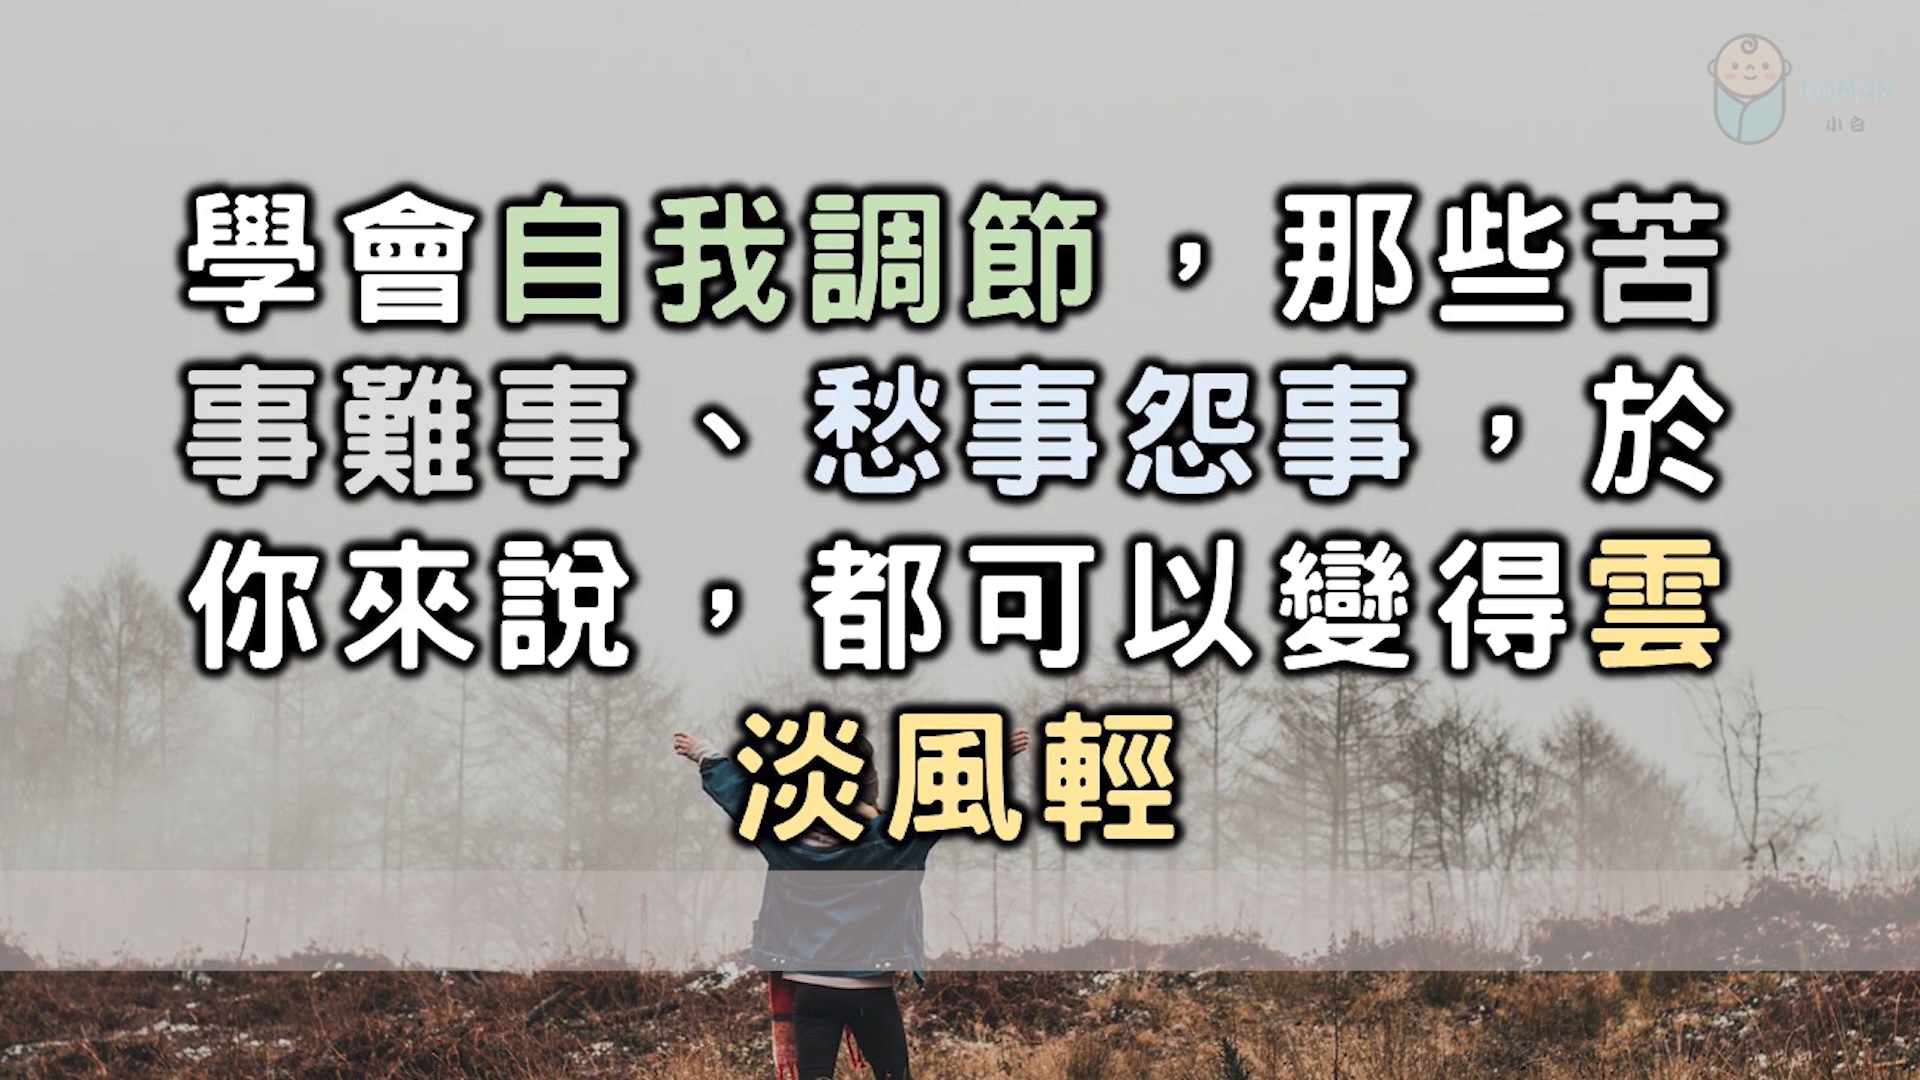 學會自我調節，那些苦
事難事、愁事怨事，於
你來說，都可以變得雲
淡風輕
小白